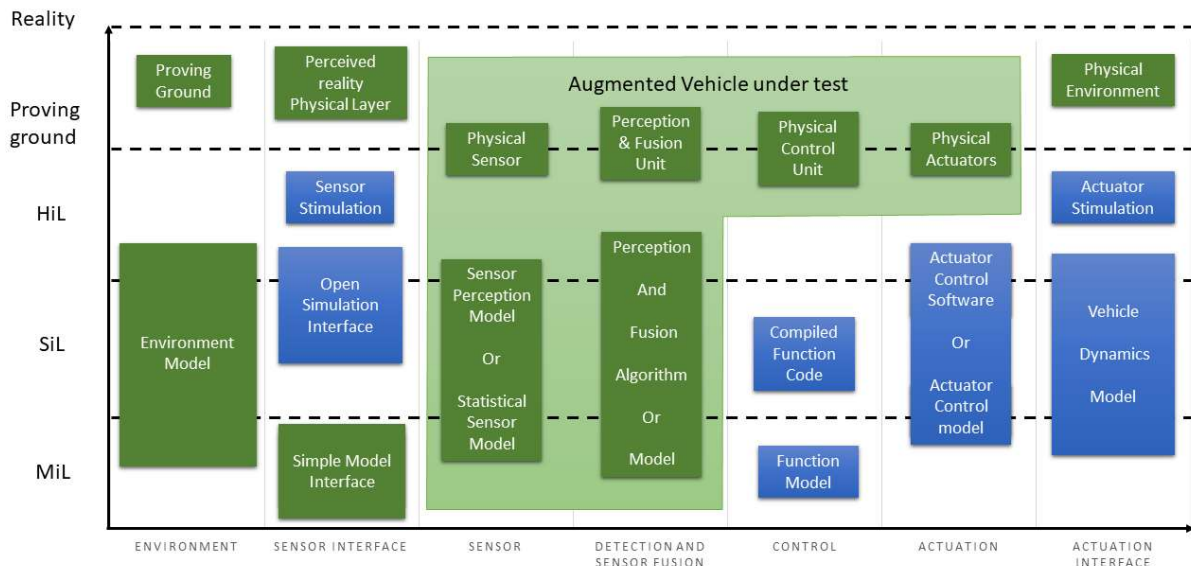 Reality
Proving
ground
HiL
SiL
MiL
Proving
Ground
Perceived
reality
Physical Layer
Augmented Vehicle under test
Physical
Environment
Physical
Sensor
Perception
& Fusion
Unit
Physical
Control
Unit
Physical
Actuators
Sensor
Stimulation
Actuator
Stimulation
Environment
Model
Open
Simulation
Interface
Simple Model
Interface
Sensor
Perception
Model
Or
Statistical
Sensor
Model
Perception
And
Fusion
Algorithm
Or
Model
Compiled
Function
Code
Function
Model
Actuator
Control
Software
Or
Actuator
Control
model
Vehicle
Dynamics
Model
ENVIRONMENT
SENSOR INTERFACE
SENSOR
DETECTION AND
SENSOR FUSION
CONTROL
ACTUATION
ACTUATION
INTERFACE